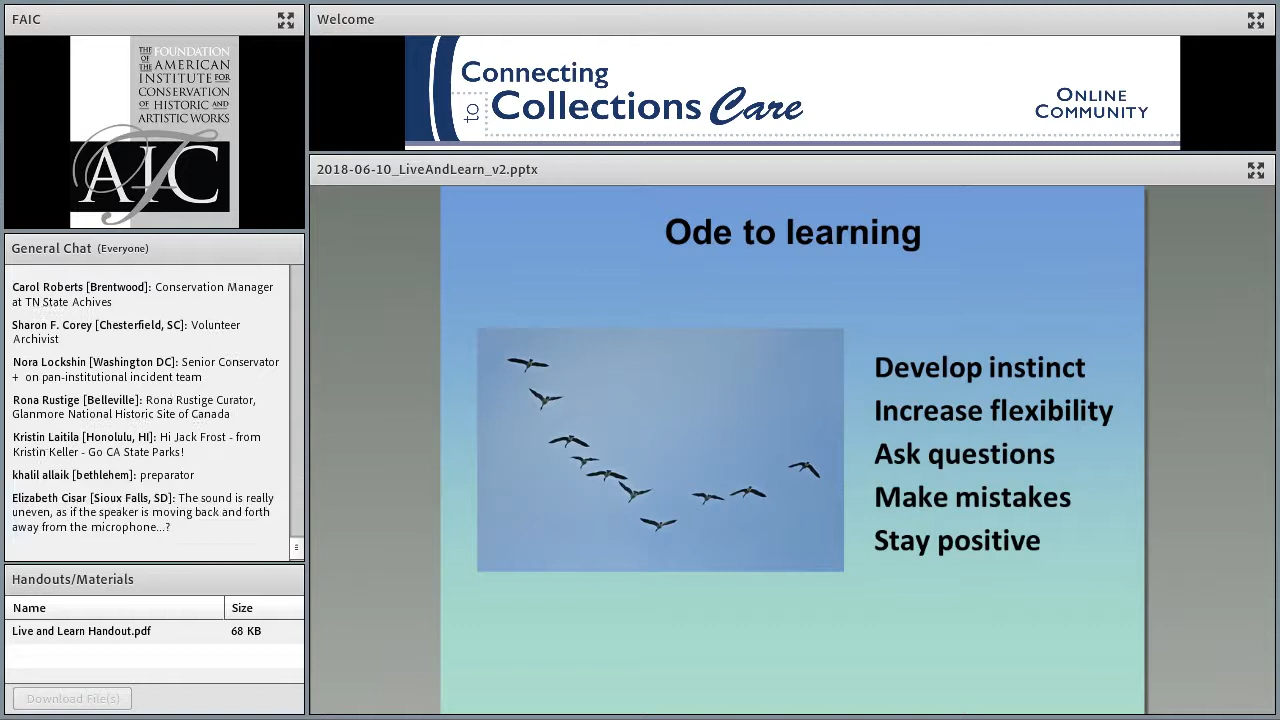 FAIC
THE FOUNDATION
OF THE AMERICAN
INSTITUTE FOR
CONSERVATION
OF HISTORIC AND
ARTISTIC WORKS
AIC
F
General Chat (Everyone)
Carol Roberts [Brentwood]: Conservation Manager
at TN State Achives
Sharon F. Corey [Chesterfield, SC]: Volunteer
Archivist
Nora Lockshin [Washington DC]: Senior Conservator
+ on pan-institutional incident team
Rona Rustige [Belleville]: Rona Rustige Curator,
Glanmore National Historic Site of Canada
Kristin Laitila [Honolulu, HI]: Hi Jack Frost - from
Kristin Keller - Go CA State Parks!
khalil allaik [bethlehem]: preparator
Elizabeth Cisar [Sioux Falls, SD]: The sound is really
uneven, as if the speaker is moving back and forth
away from the microphone...?
Handouts/Materials
Name Size
Live and Learn Handout.pdf 68 KB
Download File(s)
Welcome
Connecting
to Collections Care
ONLINE
COMMUNITY
2018-06-10_LiveAndLearn_v2.pptx
Ode to learning
Develop instinct
Increase flexibility
Ask questions
Make mistakes
Stay positive